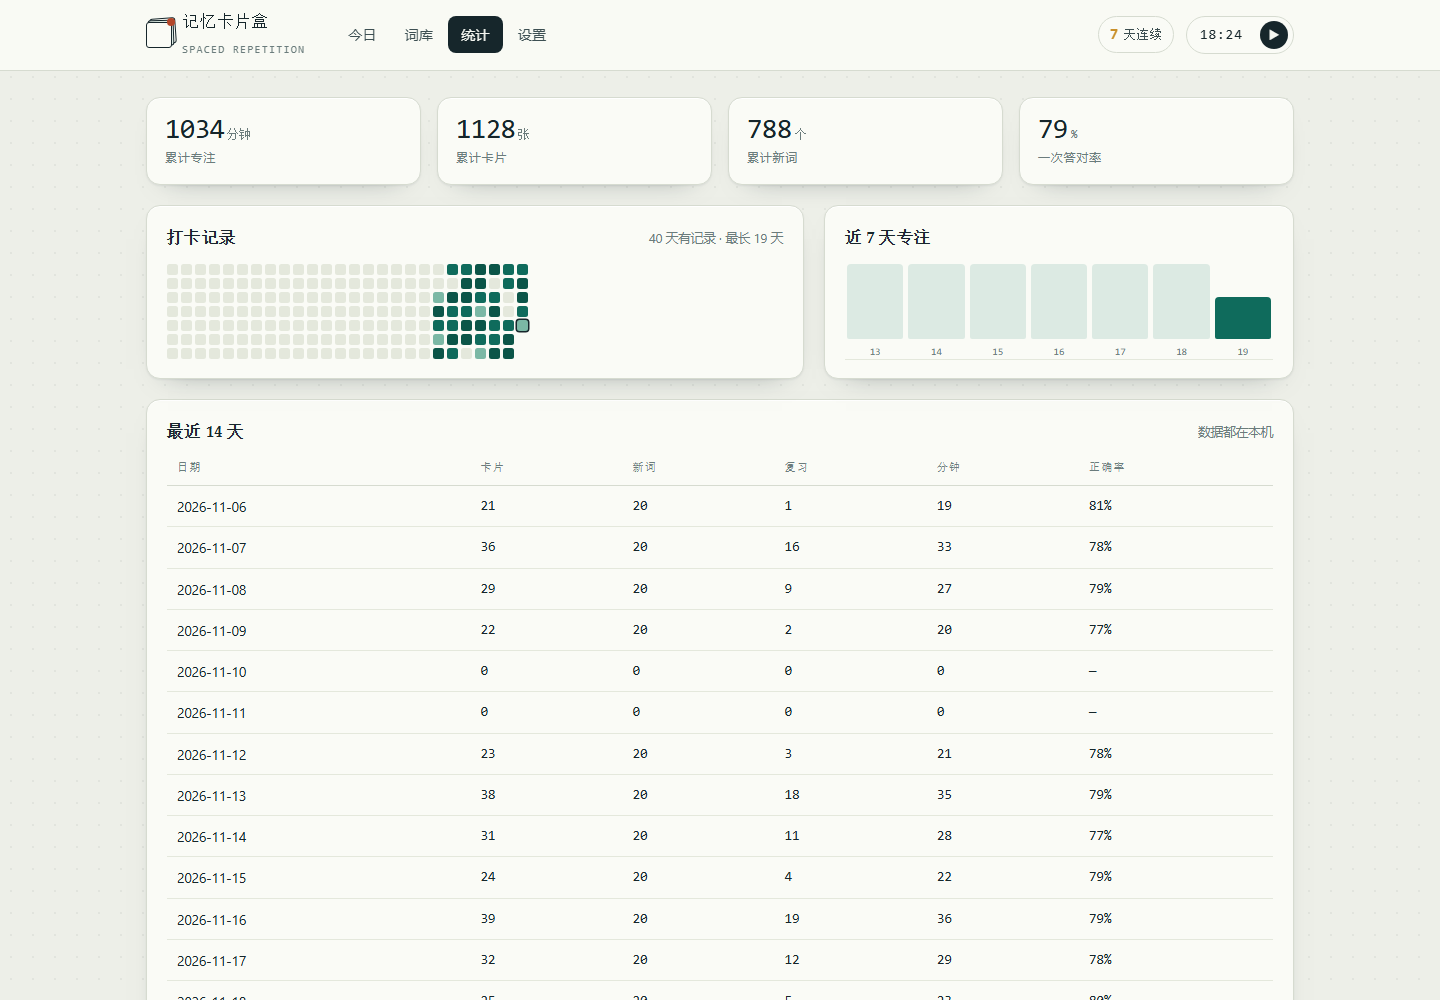 记忆卡片盒
SPACED REPETITION
今日 词库 统计 设置
7 天连续
18:24
1034分钟
累计专注
1128张
累计卡片
788个
累计新词
79%
一次答对率
打卡记录
40 天有记录 · 最长 19 天
近 7 天专注
13 14 15 16 17 18 19
最近 14 天
数据都在本机
日期 卡片 新词 复习 分钟 正确率
2026-11-06 21 20 1 19 81%
2026-11-07 36 20 16 33 78%
2026-11-08 29 20 9 27 79%
2026-11-09 22 20 2 20 77%
2026-11-10 0 0 0 0 —
2026-11-11 0 0 0 0 —
2026-11-12 23 20 3 21 78%
2026-11-13 38 20 18 35 79%
2026-11-14 31 20 11 28 77%
2026-11-15 24 20 4 22 79%
2026-11-16 39 20 19 36 79%
2026-11-17 32 20 12 29 78%